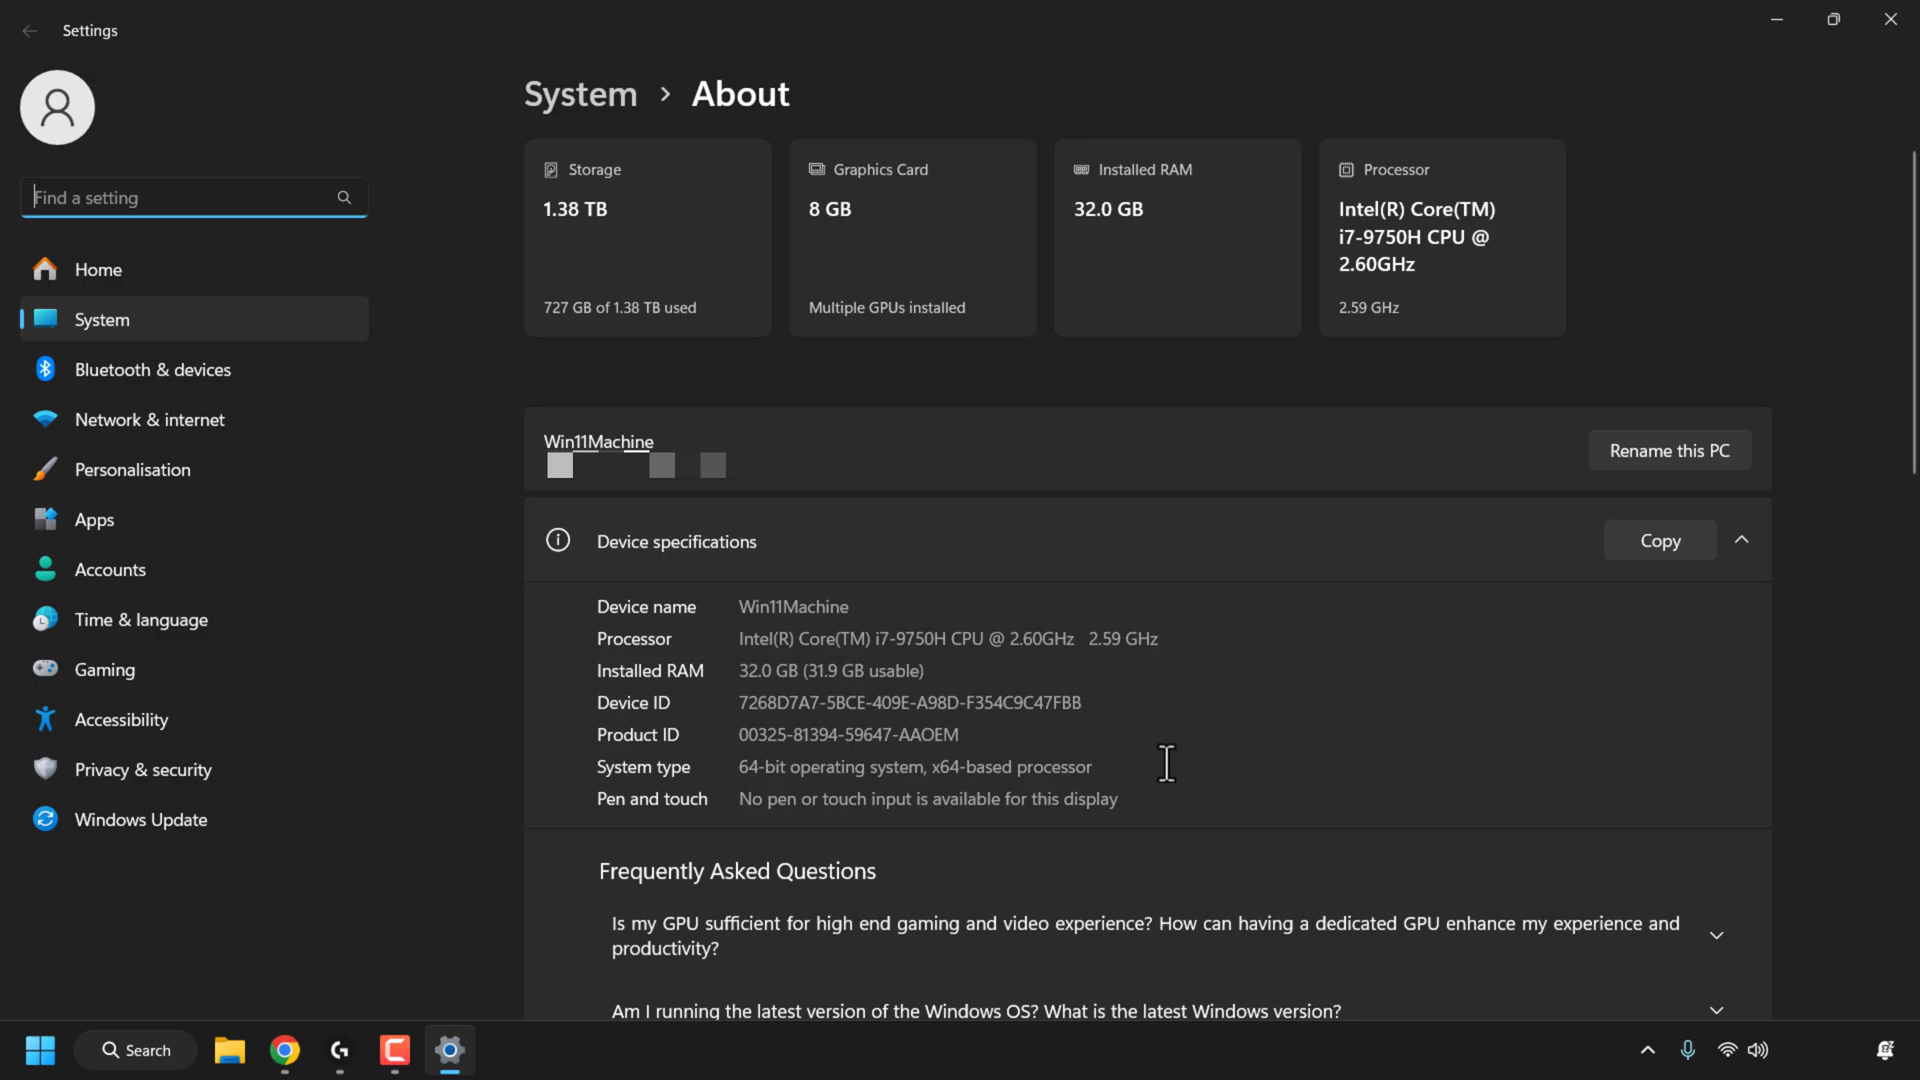 Settings
System > About
Find a setting
Home
System
Bluetooth & devices
Network & internet
Personalisation
Apps
Accounts
Time & language
Gaming
Accessibility
Privacy & security
Windows Update
Storage
1.38 TB
727 GB of 1.38 TB used
Graphics Card
8 GB
Multiple GPUs installed
Installed RAM
32.0 GB
Processor
Intel(R) Core(TM)
i7-9750H CPU @
2.60GHz
2.59 GHz
Win11Machine
Rename this PC
Device specifications
Copy
Device name Win11Machine
Processor Intel(R) Core(TM) i7-9750H CPU @ 2.60GHz 2.59 GHz
Installed RAM 32.0 GB (31.9 GB usable)
Device ID 7268D7A7-5BCE-409E-A98D-F354C9C47FBB
Product ID 00325-81394-59647-AAOEM
System type 64-bit operating system, x64-based processor
Pen and touch No pen or touch input is available for this display
Frequently Asked Questions
Is my GPU sufficient for high end gaming and video experience? How can having a dedicated GPU enhance my experience and
productivity?
Am I running the latest version of the Windows OS? What is the latest Windows version?
Search